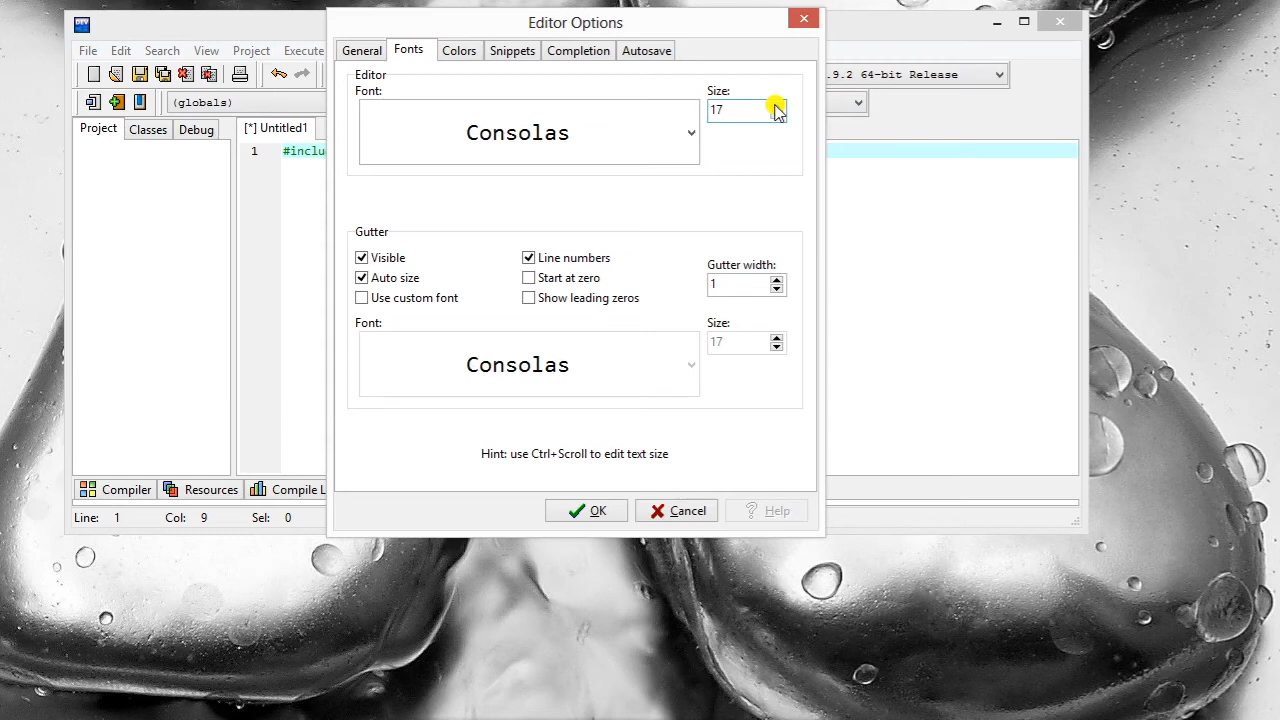 Editor Options
DEV
File Edit Search View Project Execute
General Fonts Colors Snippets Completion Autosave
.9.2 64-bit Release
(globals)
Project Classes Debug
[*] Untitled1
1 #inclu
Editor
Font:
Size:
Consolas
17
Gutter
Visible
Line numbers
Auto size
Start at zero
Gutter width:
1
Use custom font
Show leading zeros
Font:
Size:
Consolas
17
Hint: use Ctrl+Scroll to edit text size
OK Cancel Help
Compiler Resources Compile L
Line: 1 Col: 9 Sel: 0